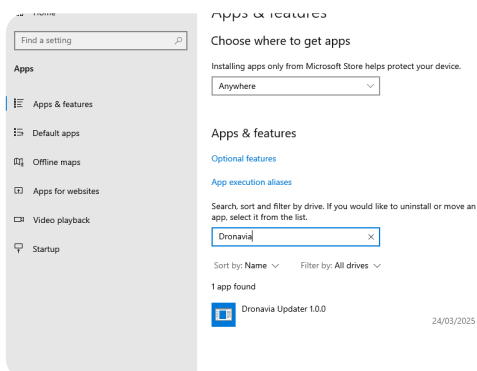 Find a setting
Apps
Apps & features
Default apps
Offline maps
Apps for websites
Video playback
Startup
Apps & features
Choose where to get apps
Installing apps only from Microsoft Store helps protect your device.
Anywhere
Apps & features
Optional features
App execution aliases
Search, sort and filter by drive. If you would like to uninstall or move an
app, select it from the list.
Dronavia
Sort by: Name Filter by: All drives
1 app found
Dronavia Updater 1.0.0
24/03/2025